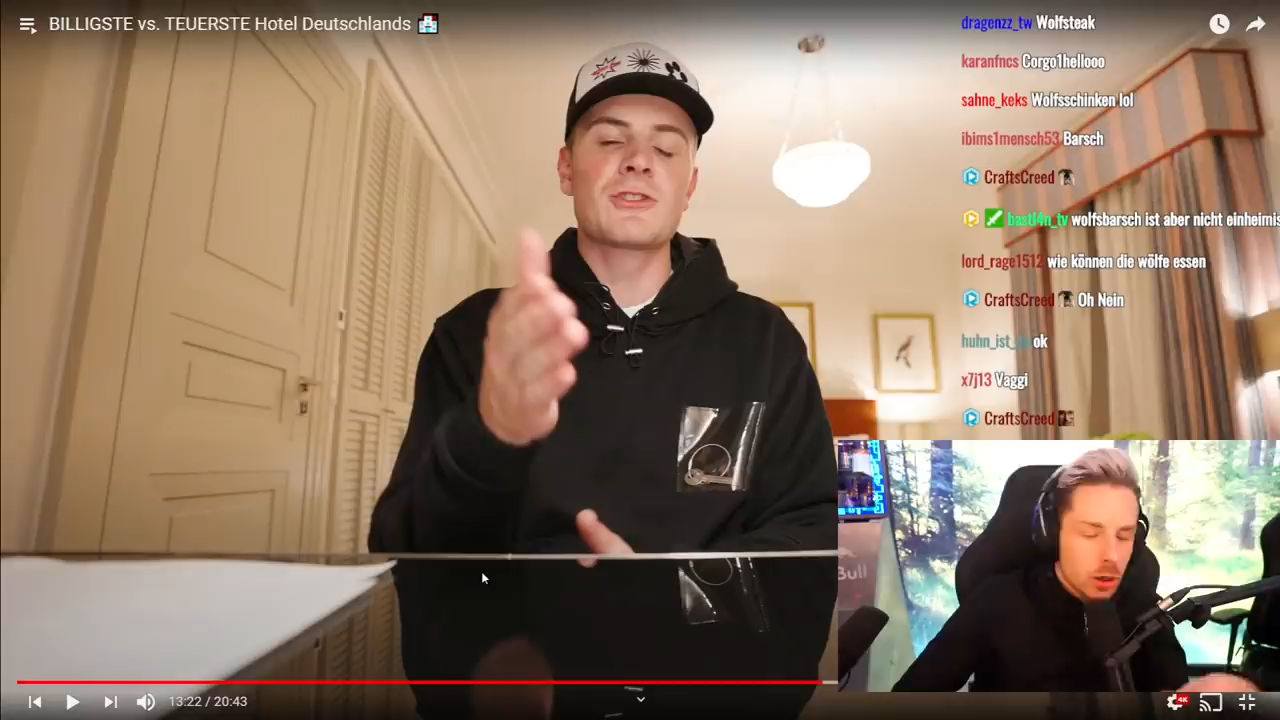 BILLIGSTE vs. TEUERSTE Hotel Deutschlands
dragenzz_tw Wolfsteak
karanfncs Corgo1hellooo
sahne_keks Wolfsschinken lol
ibims1mensch53 Barsch
CraftsCreed
bastl4n_tv wolfsbarsch ist aber nicht einheimis
lord_rage1512 wie können die wölfe essen
CraftsCreed Oh Nein
ok
x7j13 Vaggi
CraftsCreed
Bull
13:22 / 20:43
4K